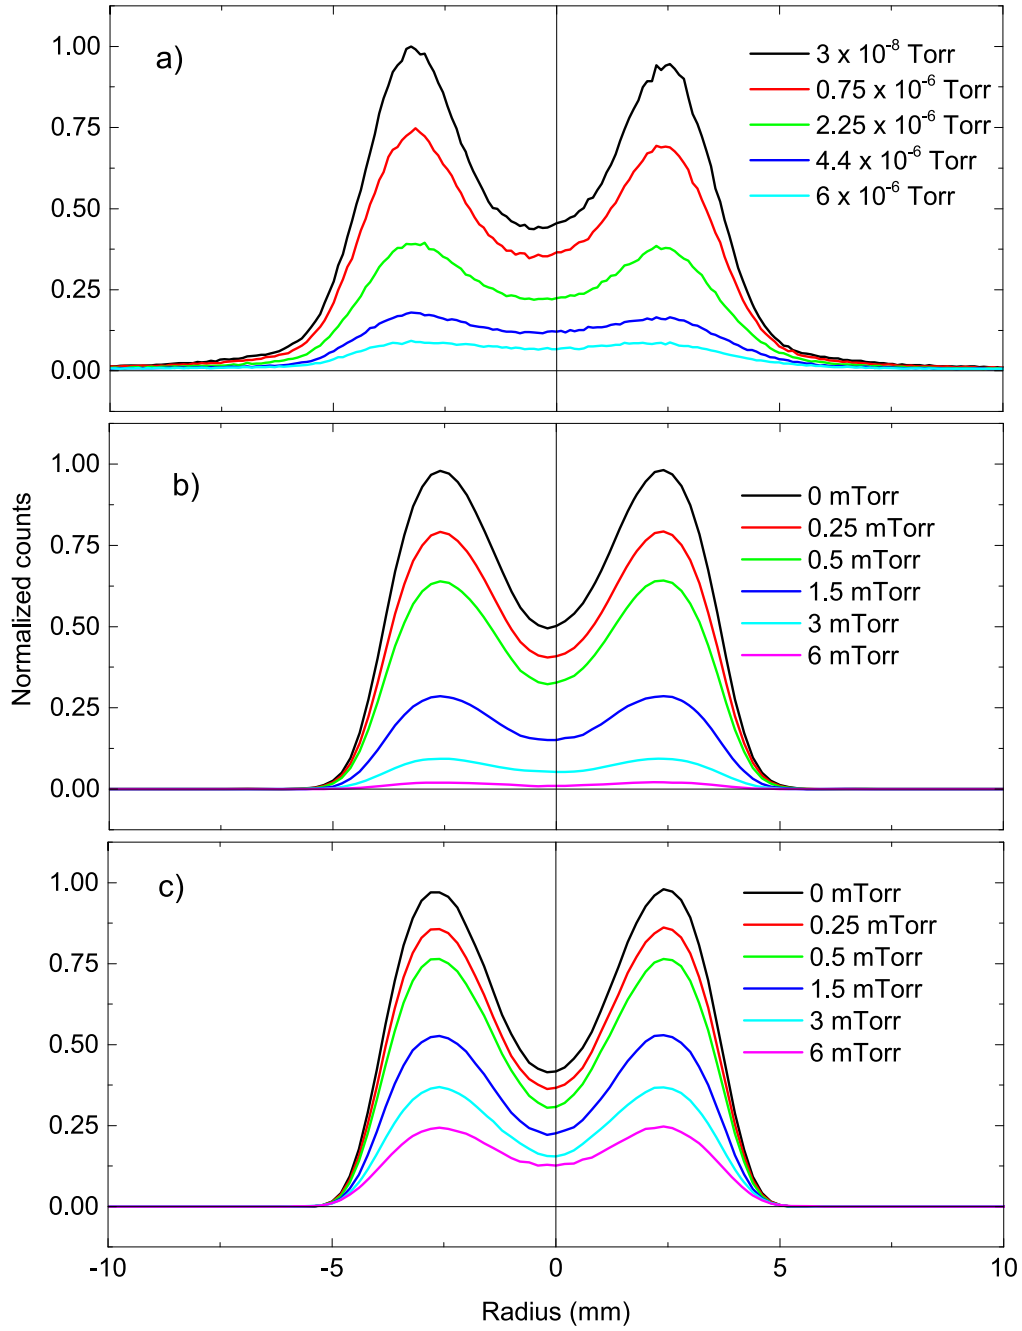 a)
1.00
0.75
0.50
0.25
0.00
3 x 10⁻⁸ Torr
0.75 x 10⁻⁶ Torr
2.25 x 10⁻⁶ Torr
4.4 x 10⁻⁶ Torr
6 x 10⁻⁶ Torr
Normalized counts
b)
1.00
0.75
0.50
0.25
0.00
0 mTorr
0.25 mTorr
0.5 mTorr
1.5 mTorr
3 mTorr
6 mTorr
c)
1.00
0.75
0.50
0.25
0.00
0 mTorr
0.25 mTorr
0.5 mTorr
1.5 mTorr
3 mTorr
6 mTorr
-10 -5 0 5 10
Radius (mm)